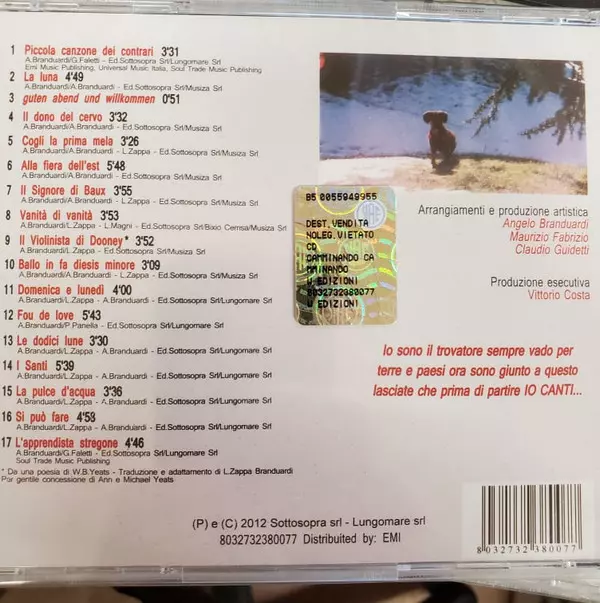 1 Piccola canzone dei contrari 3'31
A.Branduardi/G.Faletti - Ed.Sottosopra Srl/Lungomare Srl
Emi Music Publishing, Universal Music Italia, Soul Trade Music Publishing
2 La luna 4'49
A.Branduardi/A.Branduardi - Ed.Sottosopra Srl/Musiza Srl
3 guten abend und willkommen 0'51
4 Il dono del cervo 3'32
A.Branduardi/A.Branduardi - Ed.Sottosopra Srl/Musiza Srl
5 Cogli la prima mela 3'26
A.Branduardi/A.Branduardi - L.Zappa - Ed.Sottosopra Srl/Musiza Srl
6 Alla fiera dell'est 5'48
A.Branduardi/A.Branduardi - L.Zappa - Ed.Sottosopra Srl/Musiza Srl
7 Il Signore di Baux 3'55
A.Branduardi/A.Branduardi - L.Zappa - Ed.Sottosopra Srl/Musiza Srl
8 Vanità di vanità 3'53
A.Branduardi/L.Zappa - L.Magni - Ed.Sottosopra Srl/Bixio Cemsa/Musiza Srl
9 Il Violinista di Dooney* 3'52
A.Branduardi/L.Zappa - Ed.Sottosopra Srl/Musiza Srl
10 Ballo in fa diesis minore 3'09
A.Branduardi/A.Branduardi - L.Zappa - Ed.Sottosopra Srl/Musiza Srl
11 Domenica e lunedì 4'00
A.Branduardi/L.Zappa - A.Branduardi - Ed.Sottosopra Srl/Lungomare Srl
12 Fou de love 5'43
A.Branduardi/P.Panella - Ed.Sottosopra Srl/Lungomare Srl
13 Le dodici lune 3'30
A.Branduardi/L.Zappa - A.Branduardi - Ed.Sottosopra Srl/Lungomare Srl
14 I Santi 5'39
A.Branduardi/L.Zappa - A.Branduardi - Ed.Sottosopra Srl/Lungomare Srl
15 La pulce d'acqua 3'36
A.Branduardi/L.Zappa - A.Branduardi - Ed.Sottosopra Srl/Lungomare Srl
16 Si può fare 4'53
A.Branduardi/L.Zappa - A.Branduardi - Ed.Sottosopra Srl/Lungomare Srl
17 L'apprendista stregone 4'46
A.Branduardi/G.Faletti - Ed.Sottosopra Srl/Lungomare Srl
Soul Trade Music Publishing
* Da una poesia di W.B.Yeats - Traduzione e adattamento di L.Zappa Branduardi
Per gentile concessione di Ann e Michael Yeats
B5 0055949955
DEST.VENDITA
NOLEG.VIETATO
CD
CAMMINANDO CA
MMINANDO
U EDIZIONI
8032732380077
U EDIZIONI
Arrangiamenti e produzione artistica
Angelo Branduardi
Maurizio Fabrizio
Claudio Guidetti
Produzione esecutiva
Vittorio Costa
Io sono il trovatore sempre vado per
terre e paesi ora sono giunto a questo
lasciate che prima di partire IO CANTI...
(P) e (C) 2012 Sottosopra srl - Lungomare srl
8032732380077 Distribuited by: EMI
8 032732 380077